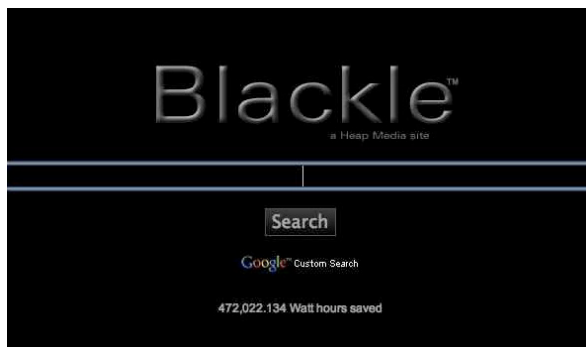 Blackle™
a Heap Media site
Search
Google™ Custom Search
472,022.134 Watt hours saved